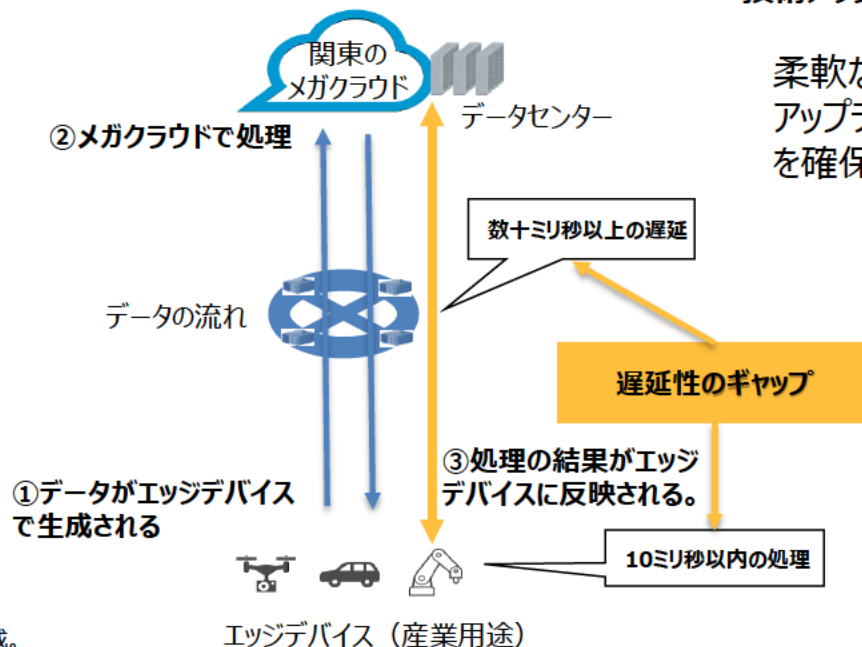 関東の
メガクラウド
データセンター
②メガクラウドで処理
柔軟な
を確保
数十ミリ秒以上の遅延
データの流れ
遅延性のギャップ
①データがエッジデバイス
で生成される
③処理の結果がエッジ
デバイスに反映される。
10ミリ秒以内の処理
エッジデバイス（産業用途）